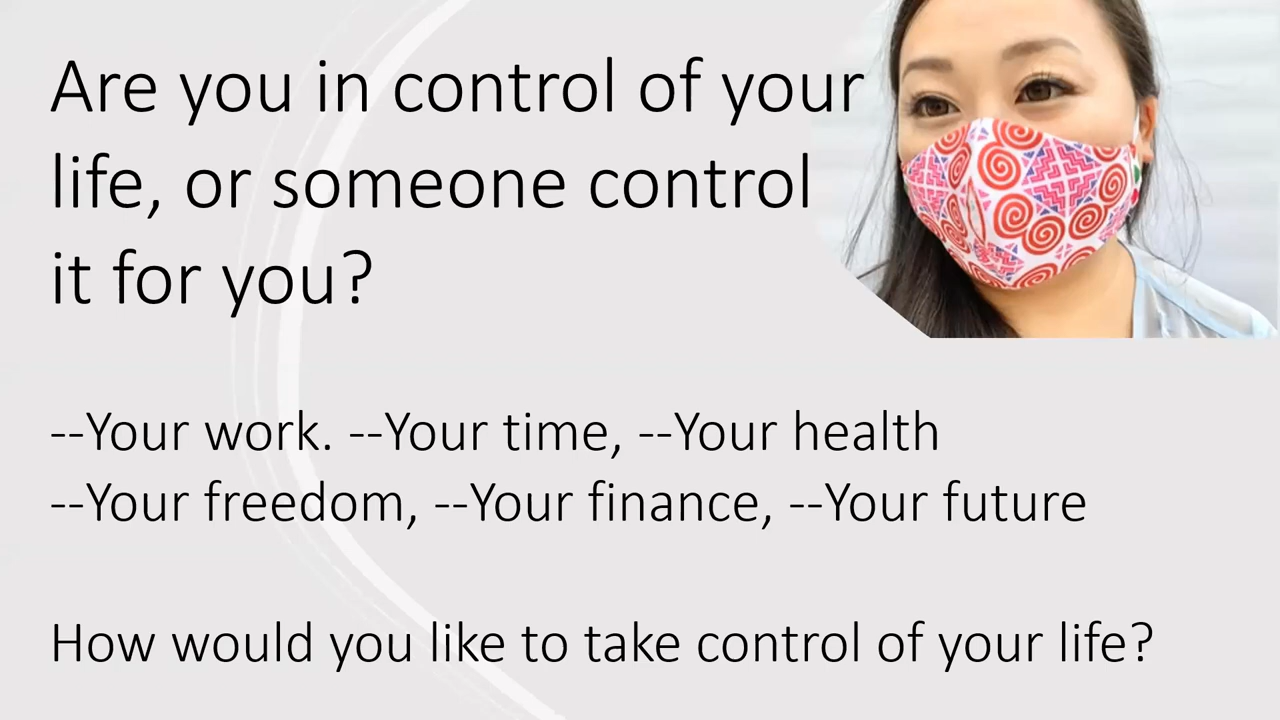 Are you in control of your
life, or someone control
it for you?
--Your work. --Your time, --Your health
--Your freedom, --Your finance, --Your future
How would you like to take control of your life?